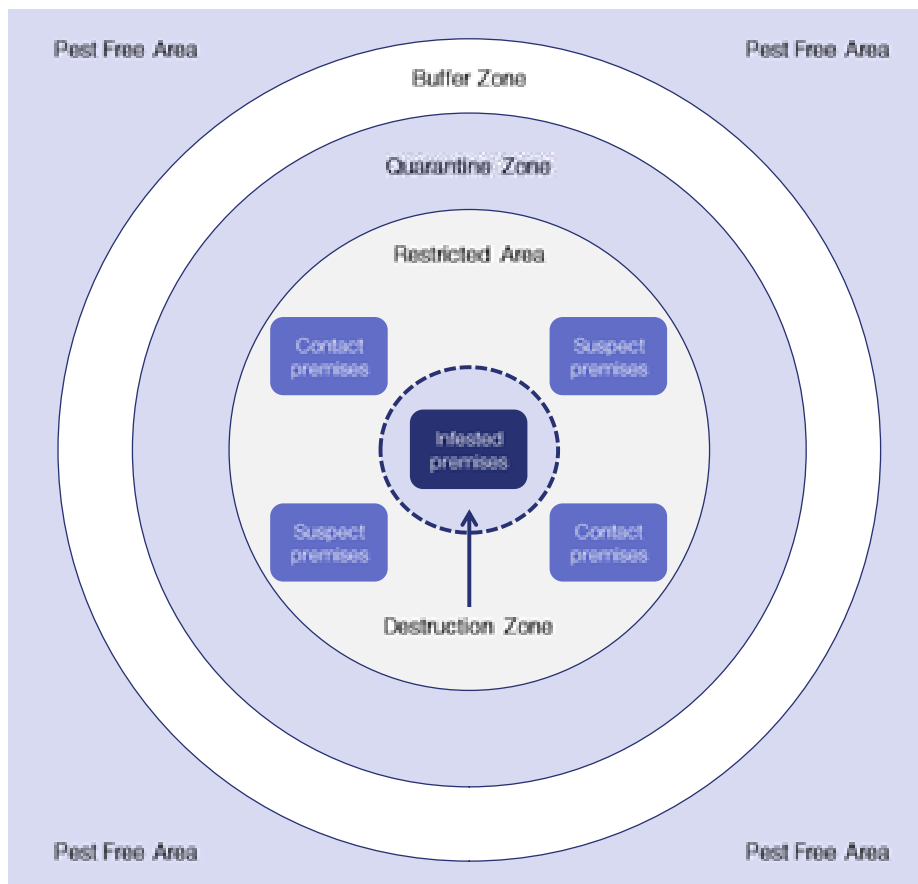 Pest Free Area
Pest Free Area
Buffer Zone
Quarantine Zone
Restricted Area
Contact
premises
Suspect
premises
Infested
premises
Suspect
premises
Contact
premises
Destruction Zone
Pest Free Area
Pest Free Area